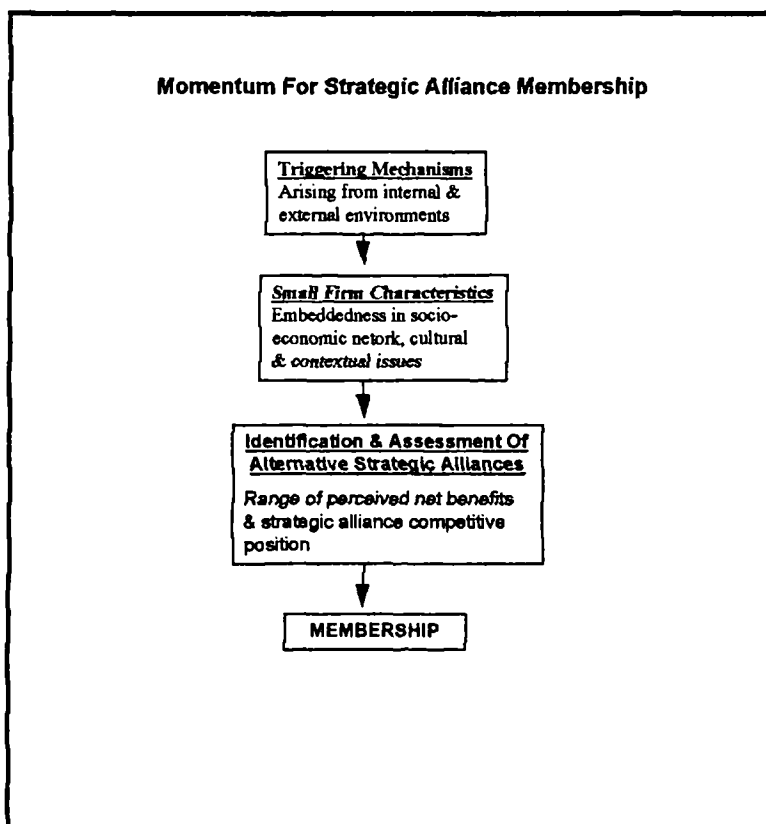 Momentum For Strategic Alliance Membership
Triggering Mechanisms
Arising from internal &
external environments
Small Firm Characteristics
Embeddedness in socio-
economic netork, cultural
& contextual issues
Identification & Assessment Of
Alternative Strategic Alliances
Range of perceived net benefits
& strategic alliance competitive
position
MEMBERSHIP